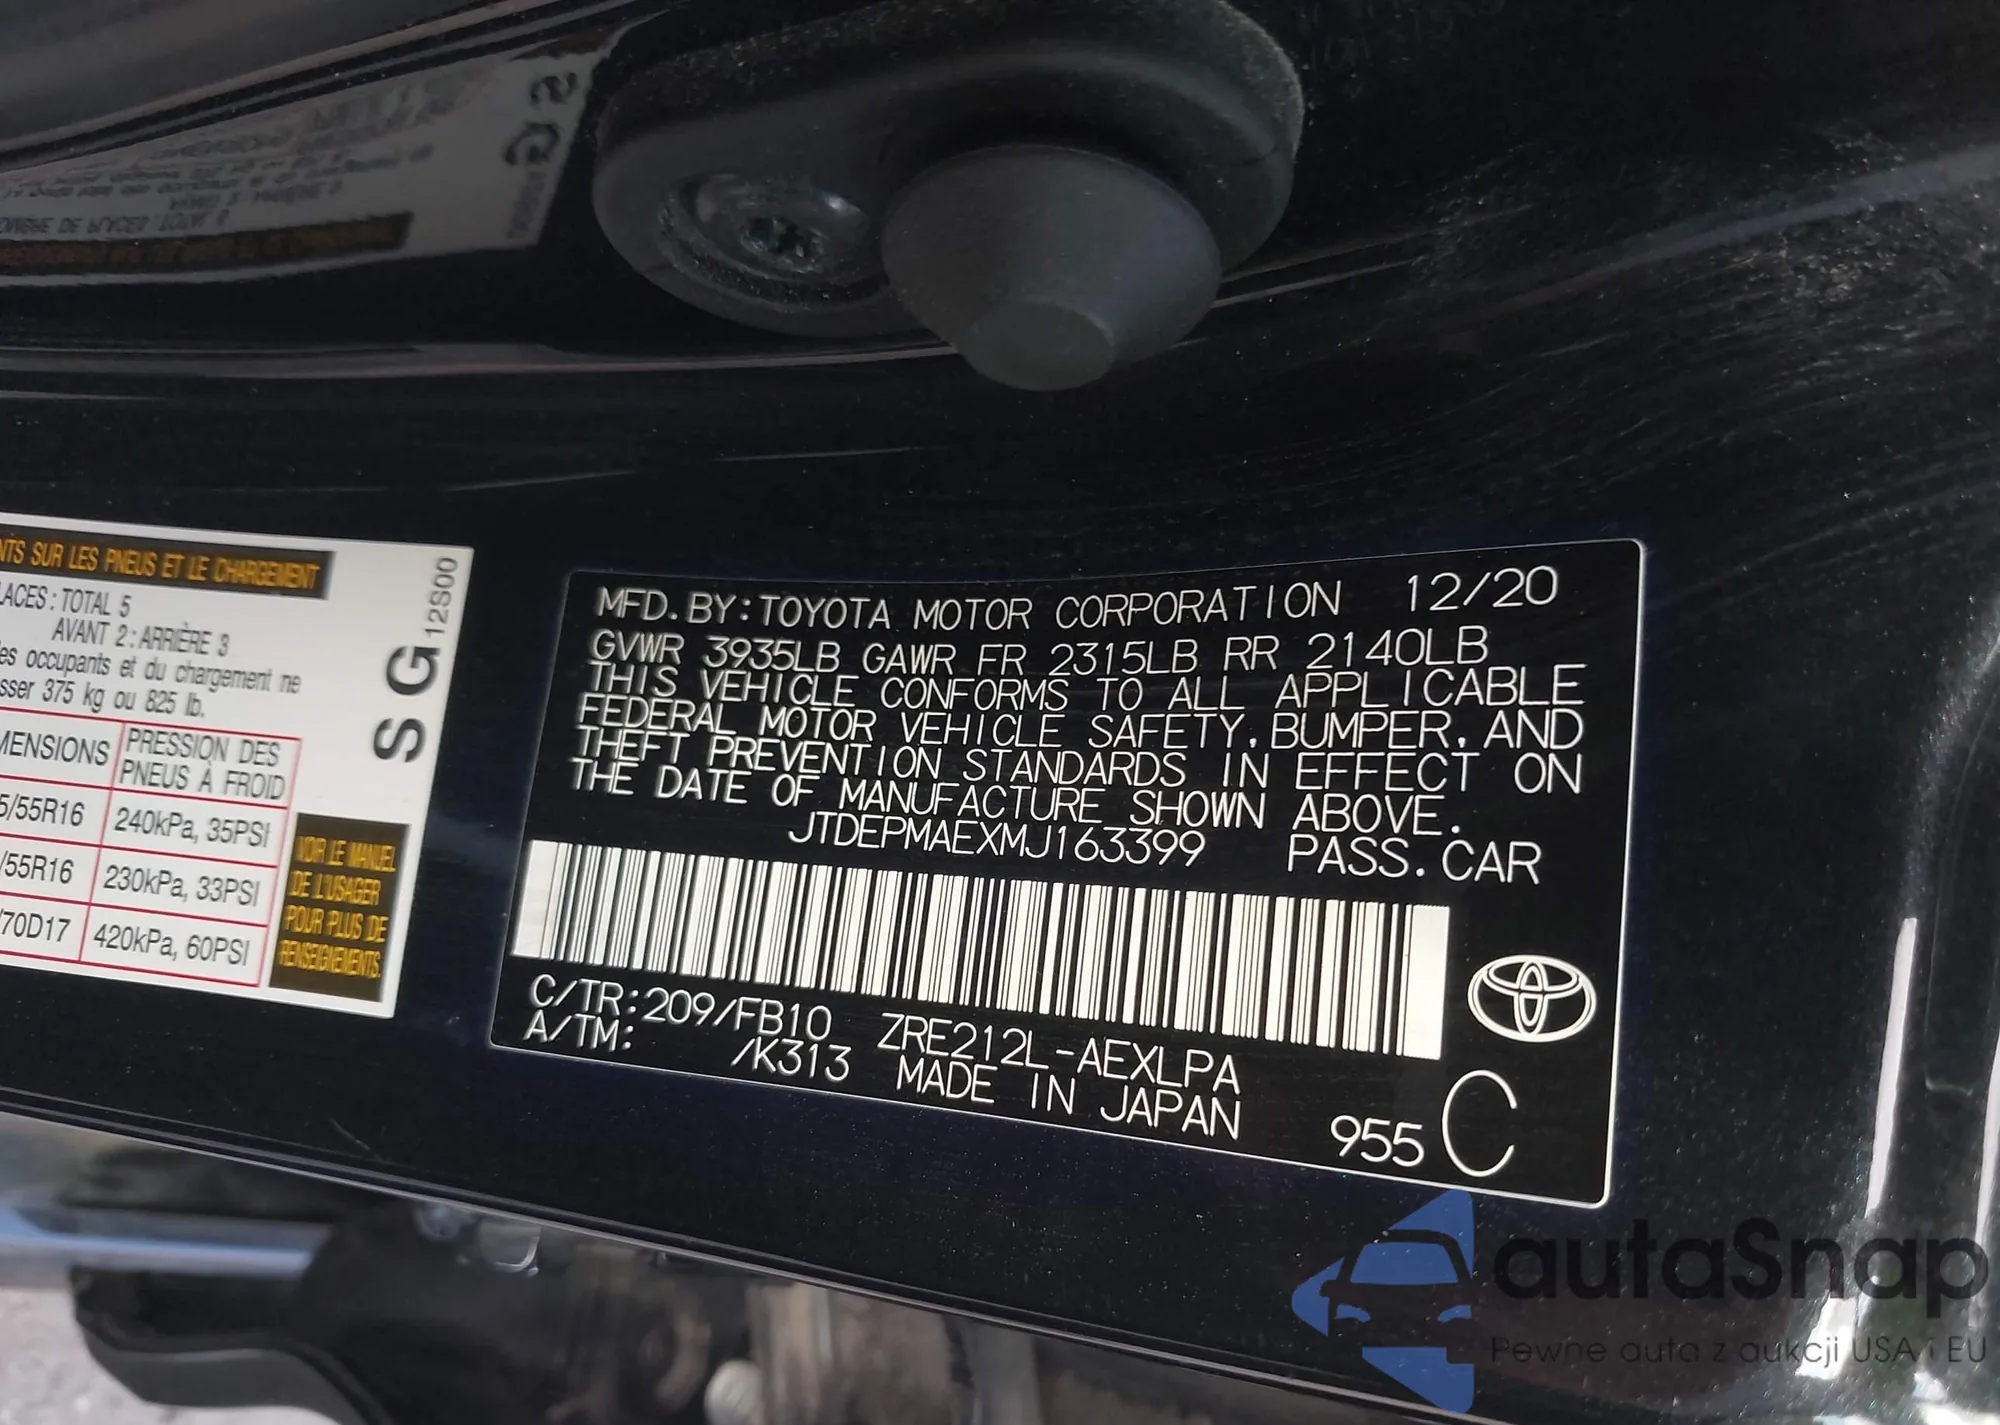 NTS SUR LES PNEUS ET LE CHARGEMENT
LACES : TOTAL 5
AVANT 2 : ARRIÈRE 3
es occupants et du chargement ne
sser 375 kg ou 825 lb.
MENSIONS PRESSION DES PNEUS À FROID
5/55R16 240kPa, 35PSI
/55R16 230kPa, 33PSI
/70D17 420kPa, 60PSI
VOIR LE MANUEL
DE L'USAGER
POUR PLUS DE
RENSEIGNEMENTS.
SG 12S00
MFD. BY: TOYOTA MOTOR CORPORATION 12/20
GVWR 3935LB GAWR FR 2315LB RR 2140LB
THIS VEHICLE CONFORMS TO ALL APPLICABLE
FEDERAL MOTOR VEHICLE SAFETY, BUMPER, AND
THEFT PREVENTION STANDARDS IN EFFECT ON
THE DATE OF MANUFACTURE SHOWN ABOVE.
JTDEPMAEXMJ163399 PASS. CAR
C/TR: 209/FB10 ZRE212L-AEXLPA
A/TM: /K313 MADE IN JAPAN
955 C
autaSnap
Pewne auta z aukcji USA i EU